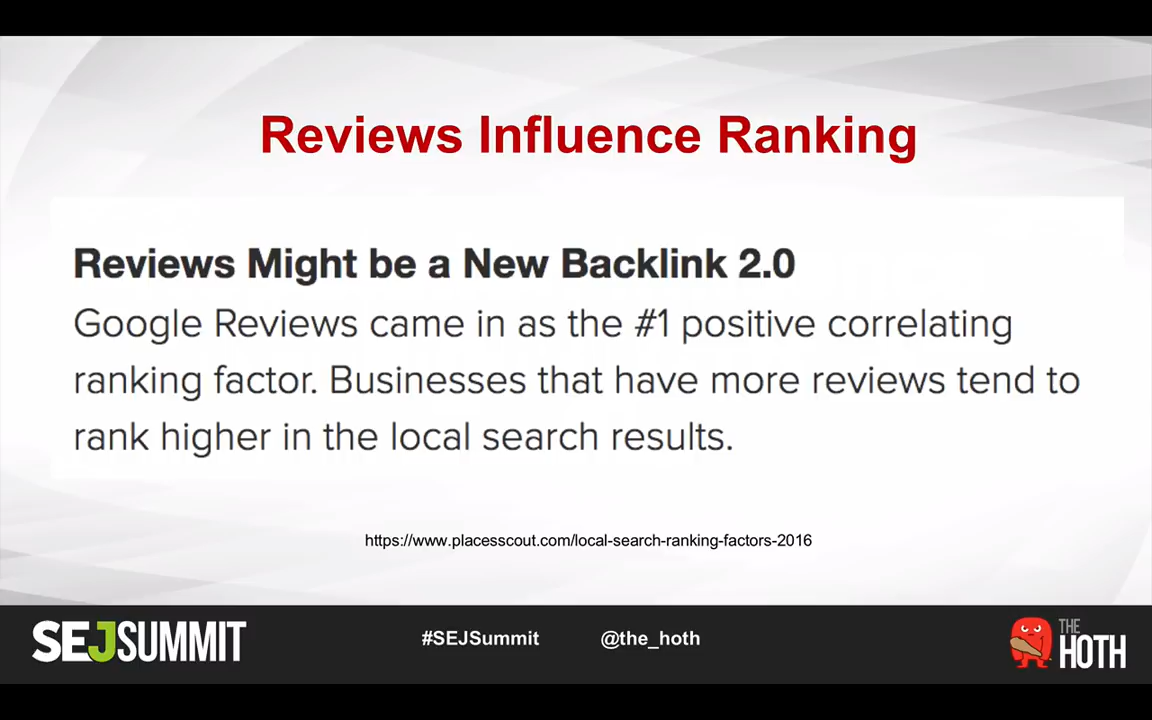 Reviews Influence Ranking
Reviews Might be a New Backlink 2.0
Google Reviews came in as the #1 positive correlating
ranking factor. Businesses that have more reviews tend to
rank higher in the local search results.
https://www.placesscout.com/local-search-ranking-factors-2016
SEJSUMMIT
#SEJSummit
@the_hoth
THE
HOTH